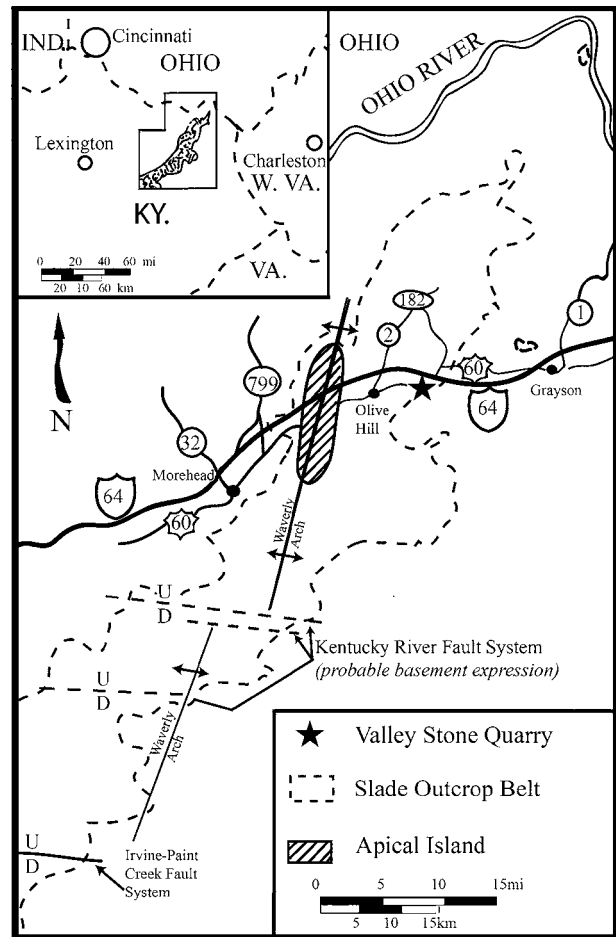 IND.
Cincinnati
OHIO
Lexington
Charleston
W. VA.
KY.
VA.
0 20 40 60 mi
20 10 60 km
OHIO
OHIO RIVER
N
182
2
1
60
Grayson
Olive
Hill
64
799
32
Morehead
64
60
Waverly
Arch
U
D
Kentucky River Fault System
(probable basement expression)
U
D
Waverly
Arch
U
D
Irvine-Paint
Creek Fault
System
Valley Stone Quarry
Slade Outcrop Belt
Apical Island
0 5 10 15mi
5 10 15km